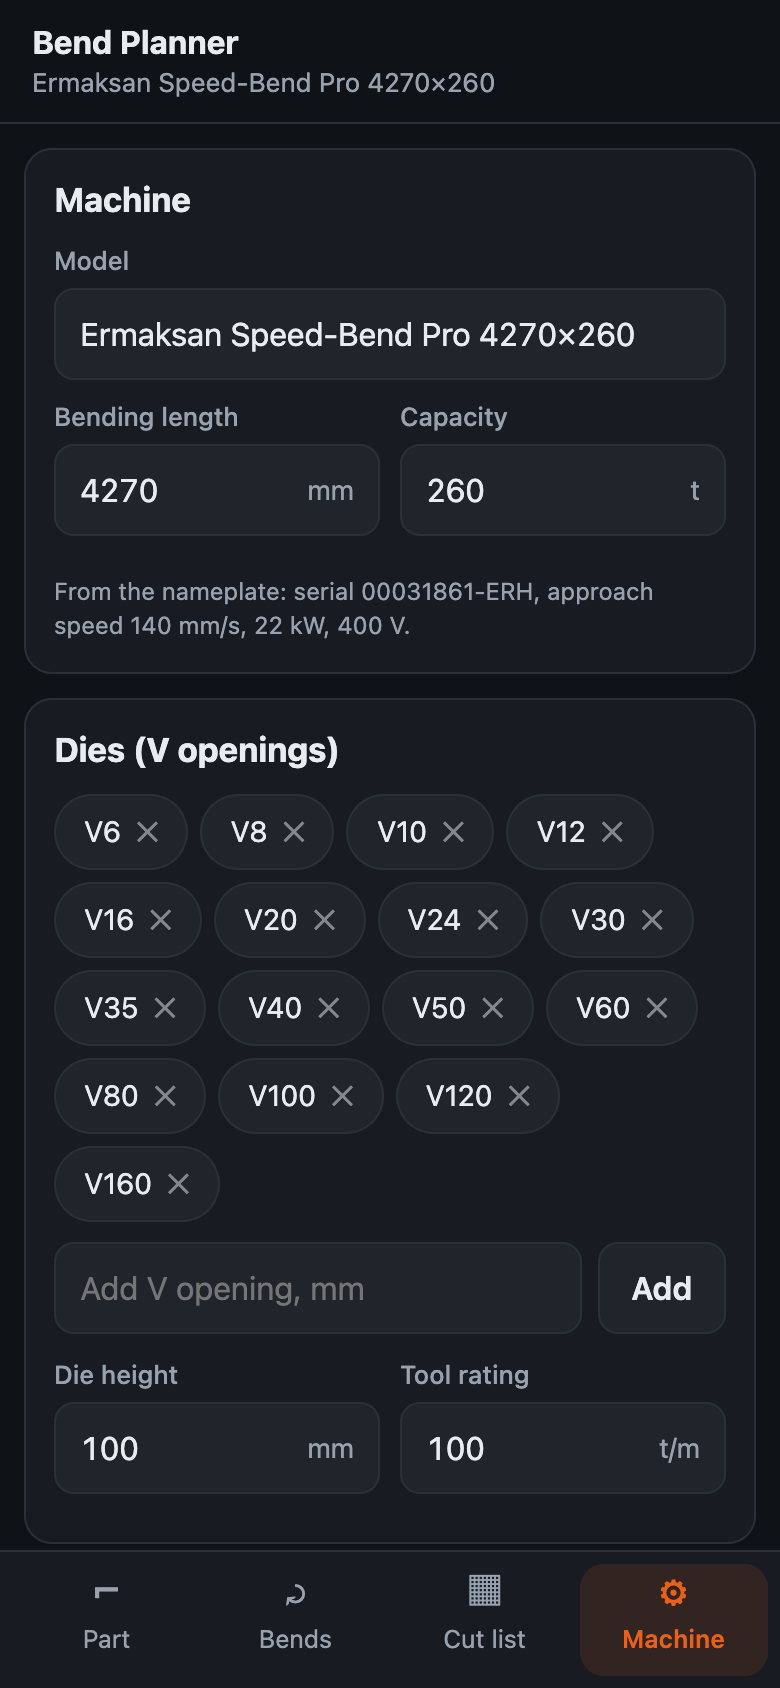 Bend Planner
Ermaksan Speed-Bend Pro 4270×260
Machine
Model
Ermaksan Speed-Bend Pro 4270×260
Bending length Capacity
4270 mm 260 t
From the nameplate: serial 00031861-ERH, approach
speed 140 mm/s, 22 kW, 400 V.
Dies (V openings)
V6 × V8 × V10 × V12 ×
V16 × V20 × V24 × V30 ×
V35 × V40 × V50 × V60 ×
V80 × V100 × V120 ×
V160 ×
Add V opening, mm Add
Die height Tool rating
100 mm 100 t/m
Part Bends Cut list Machine